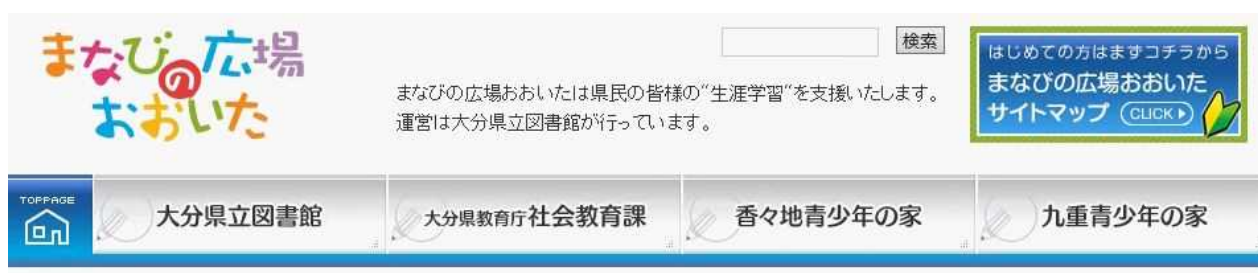 まなびの広場
おおいた
検索
まなびの広場おおいたは県民の皆様の“生涯学習”を支援いたします。
運営は大分県立図書館が行っています。
はじめての方はまずコチラから
まなびの広場おおいた
サイトマップ CLICK
TOPPAGE
大分県立図書館
大分県教育庁社会教育課
香々地青少年の家
九重青少年の家